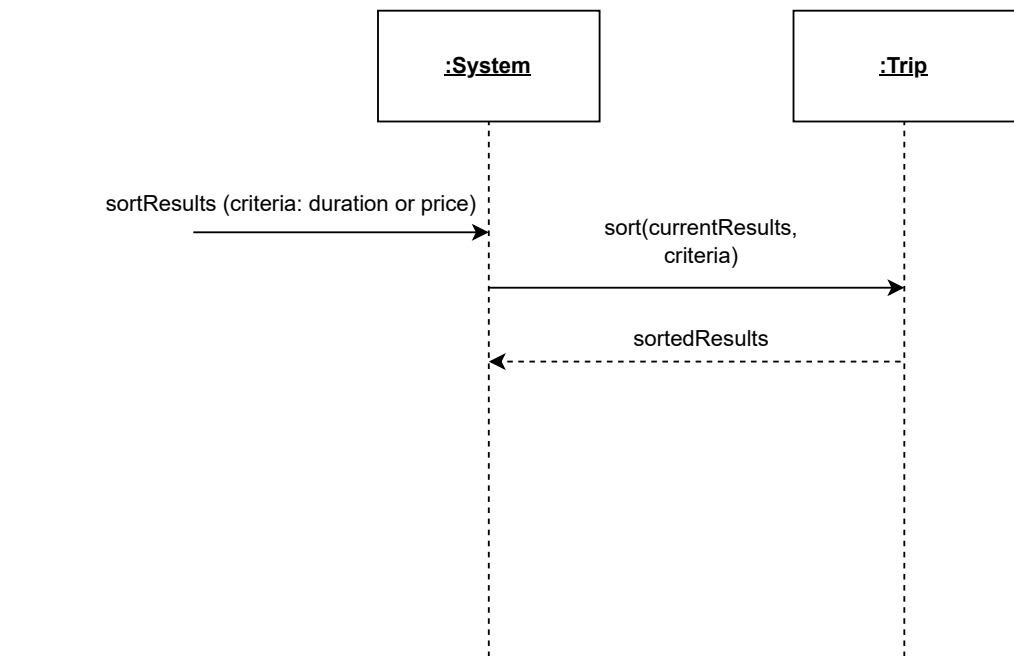 :System
:Trip
sortResults (criteria: duration or price)
sort(currentResults,
criteria)
sortedResults